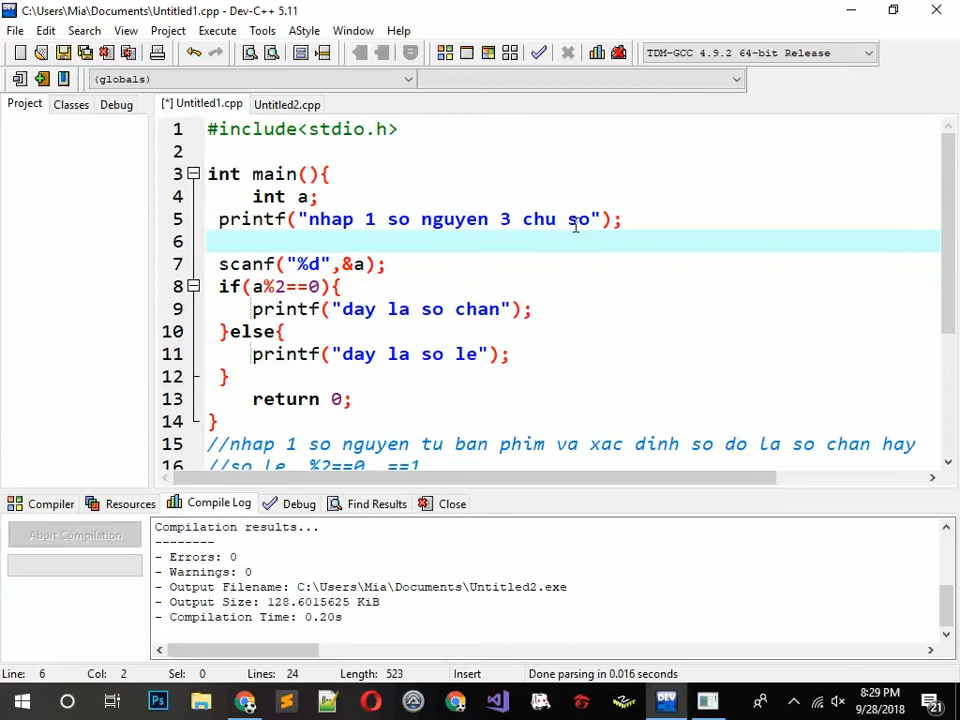 C:\Users\Mia\Documents\Untitled1.cpp - Dev-C++ 5.11
File Edit Search View Project Execute Tools AStyle Window Help
TDM-GCC 4.9.2 64-bit Release
(globals)
Project Classes Debug [*] Untitled1.cpp Untitled2.cpp
1 #include<stdio.h>
2
3 int main(){
4 int a;
5 printf("nhap 1 so nguyen 3 chu so");
6
7 scanf("%d",&a);
8 if(a%2==0){
9 printf("day la so chan");
10 }else{
11 printf("day la so le");
12 }
13 return 0;
14 }
15 //nhap 1 so nguyen tu ban phim va xac dinh so do la so chan hay
16 //so le %2==0 ==1
Compiler Resources Compile Log Debug Find Results Close
Abort Compilation
Compilation results...
--------
- Errors: 0
- Warnings: 0
- Output Filename: C:\Users\Mia\Documents\Untitled2.exe
- Output Size: 128.6015625 KiB
- Compilation Time: 0.20s
Line: 6 Col: 2 Sel: 0 Lines: 24 Length: 523 Insert Done parsing in 0.016 seconds
Ps DEV 8:29 PM
9/28/2018 21